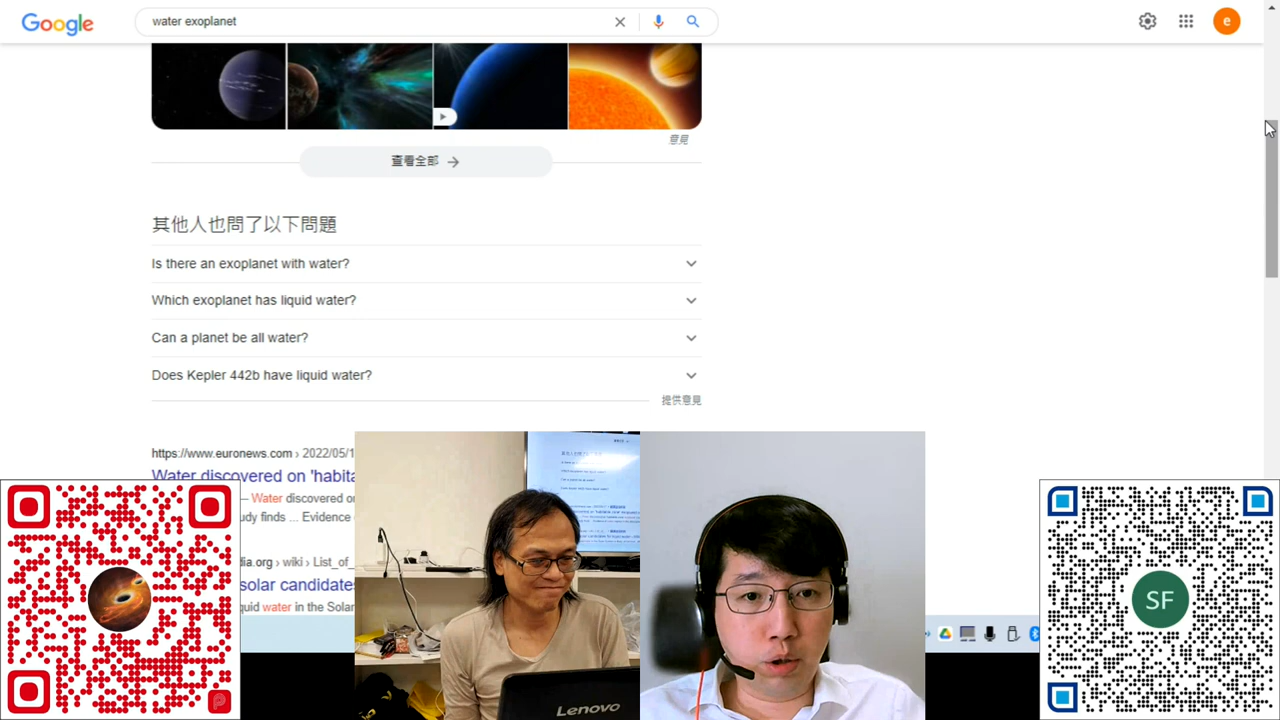 Google
water exoplanet
e
意見
查看全部
其他人也問了以下問題
Is there an exoplanet with water?
Which exoplanet has liquid water?
Can a planet be all water?
Does Kepler 442b have liquid water?
提供意見
https://www.euronews.com › 2022/05/1
Water discovered on 'habita
— Water discovered on
udy finds ... Evidence
dia.org › wiki › List_of_
solar candidates
quid water in the Solar
SF
Lenovo